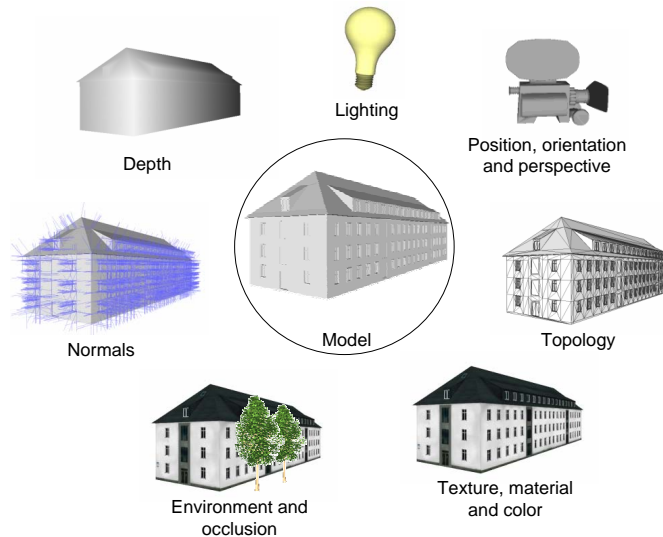 Lighting
Depth
Position, orientation
and perspective
Normals
Model
Topology
Environment and
occlusion
Texture, material
and color